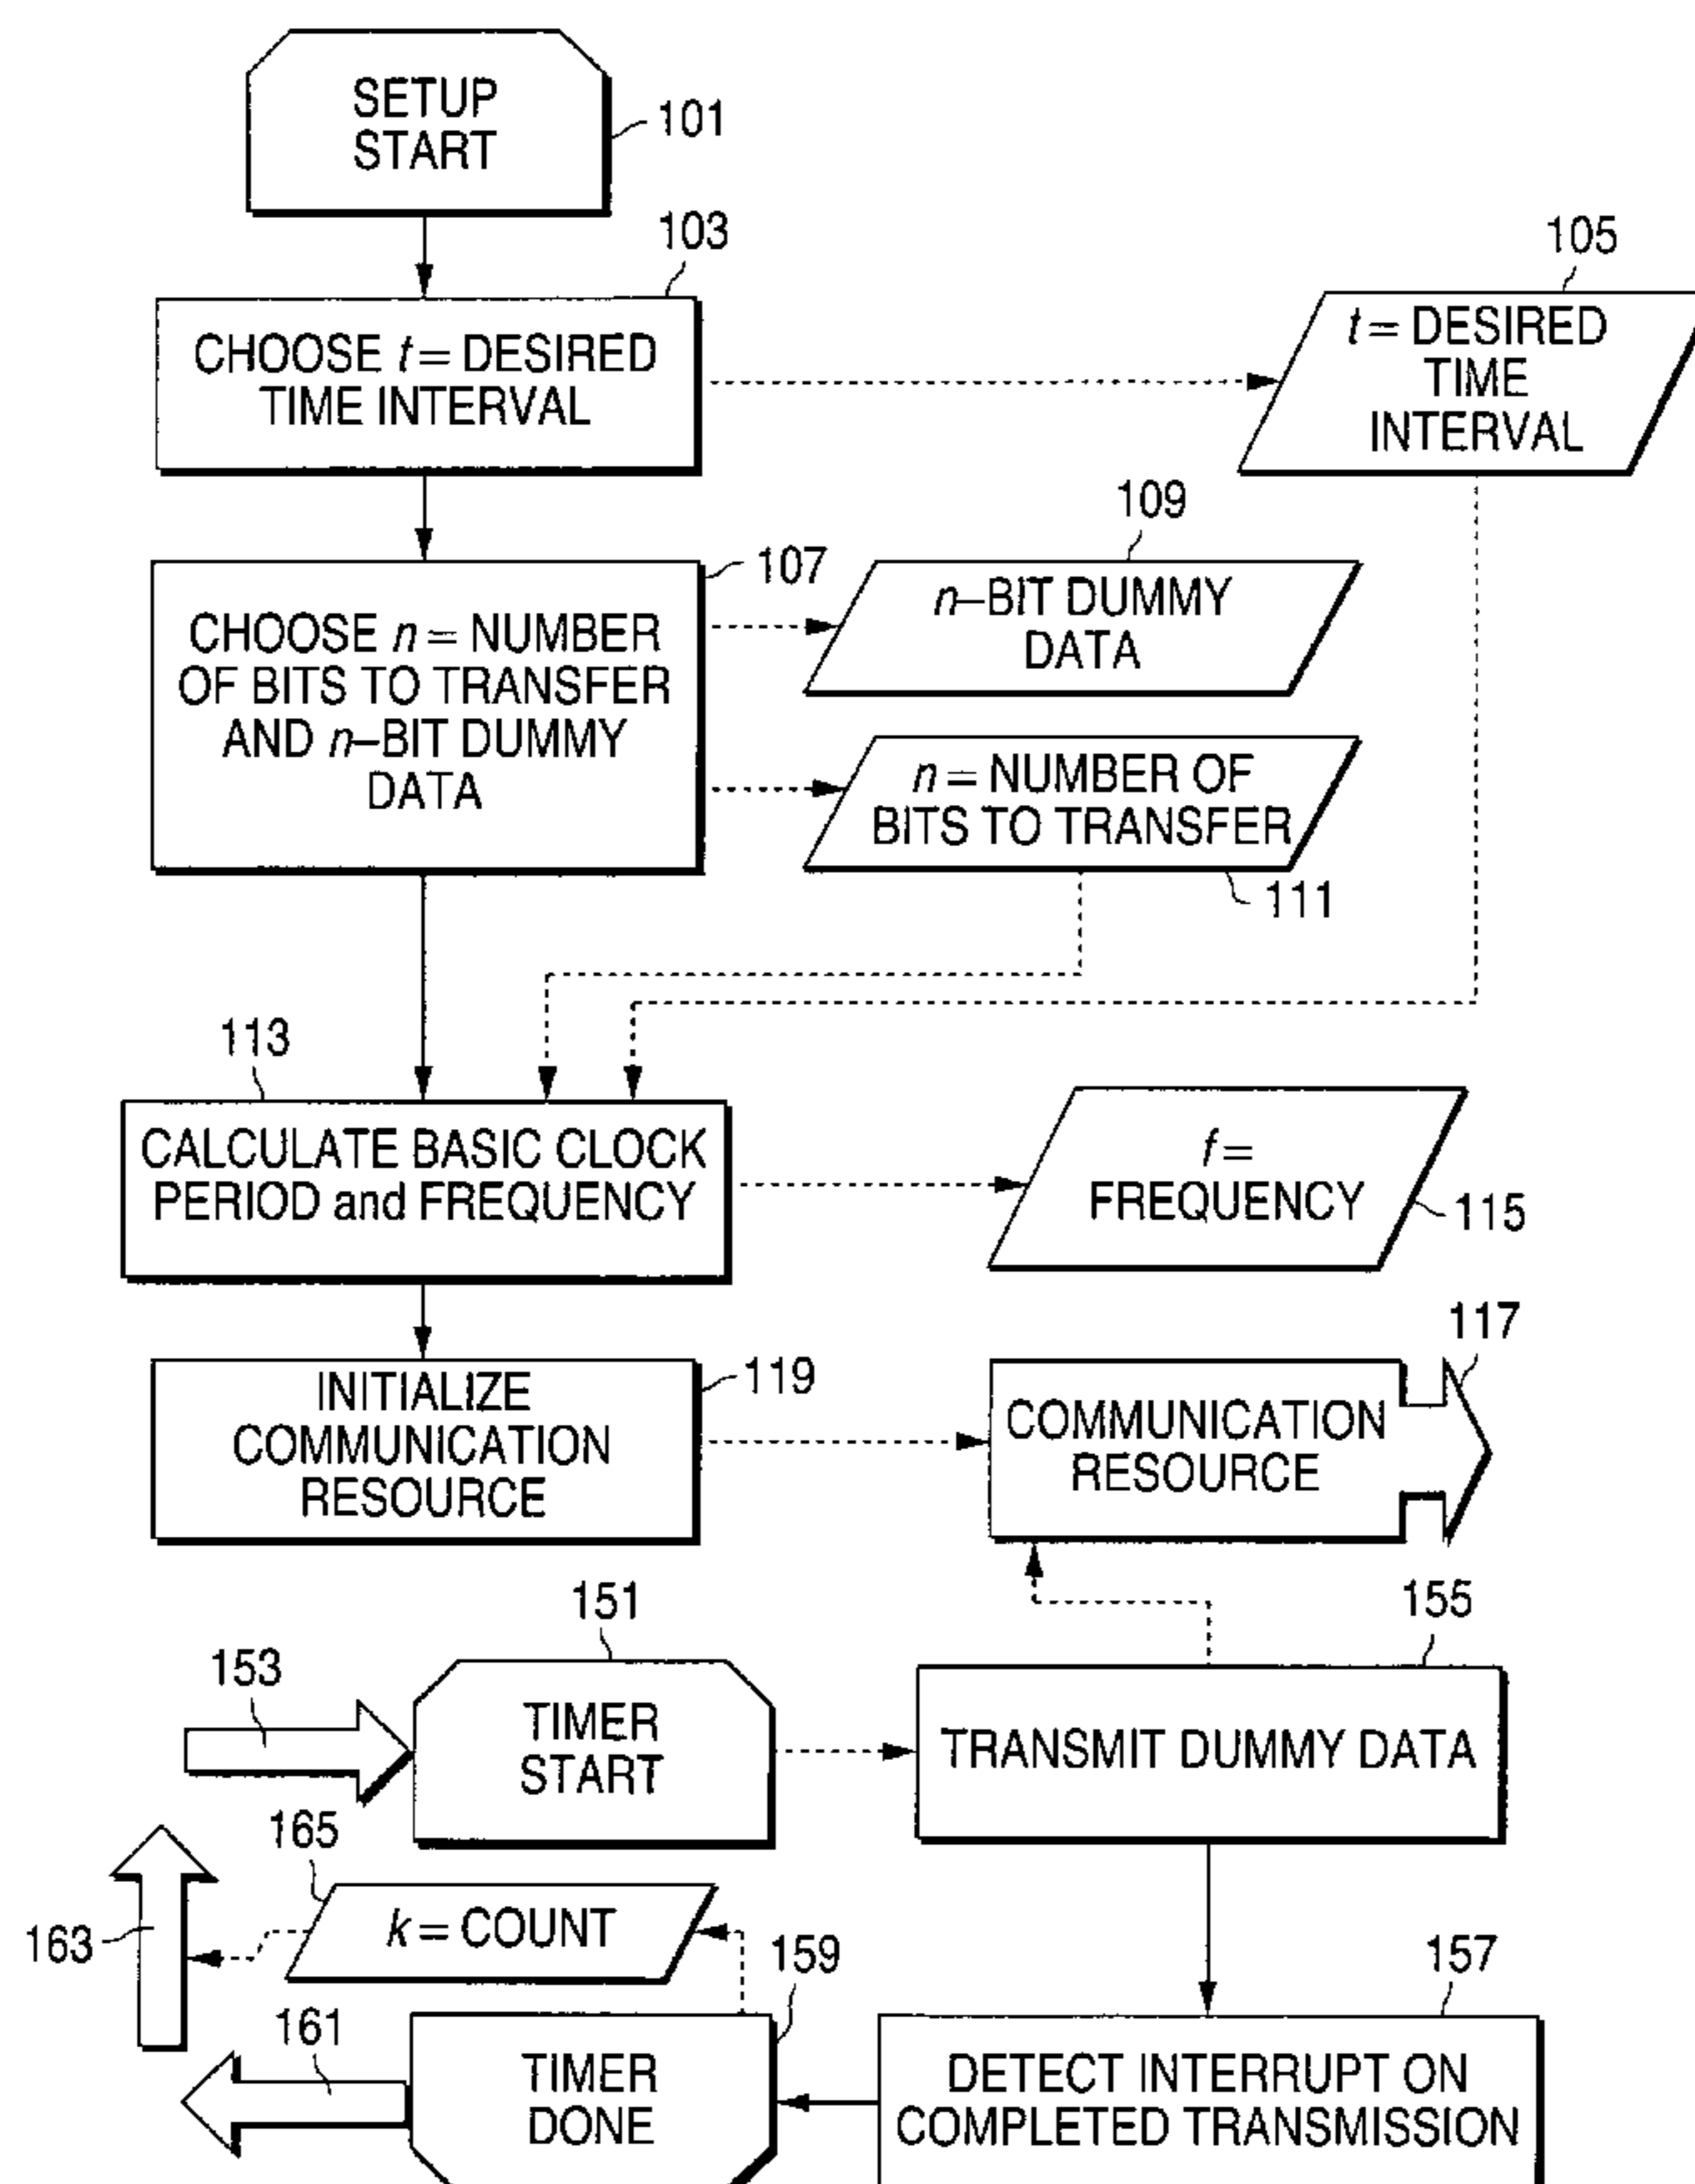 SETUP
START
101
103
CHOOSE t = DESIRED
TIME INTERVAL
105
t = DESIRED
TIME
INTERVAL
107
CHOOSE n = NUMBER
OF BITS TO TRANSFER
AND n–BIT DUMMY
DATA
109
n–BIT DUMMY
DATA
n = NUMBER OF
BITS TO TRANSFER
111
113
CALCULATE BASIC CLOCK
PERIOD and FREQUENCY
f =
FREQUENCY
115
117
INITIALIZE
COMMUNICATION
RESOURCE
119
COMMUNICATION
RESOURCE
151
153
TIMER
START
155
TRANSMIT DUMMY DATA
165
k = COUNT
163
159
157
161
TIMER
DONE
DETECT INTERRUPT ON
COMPLETED TRANSMISSION